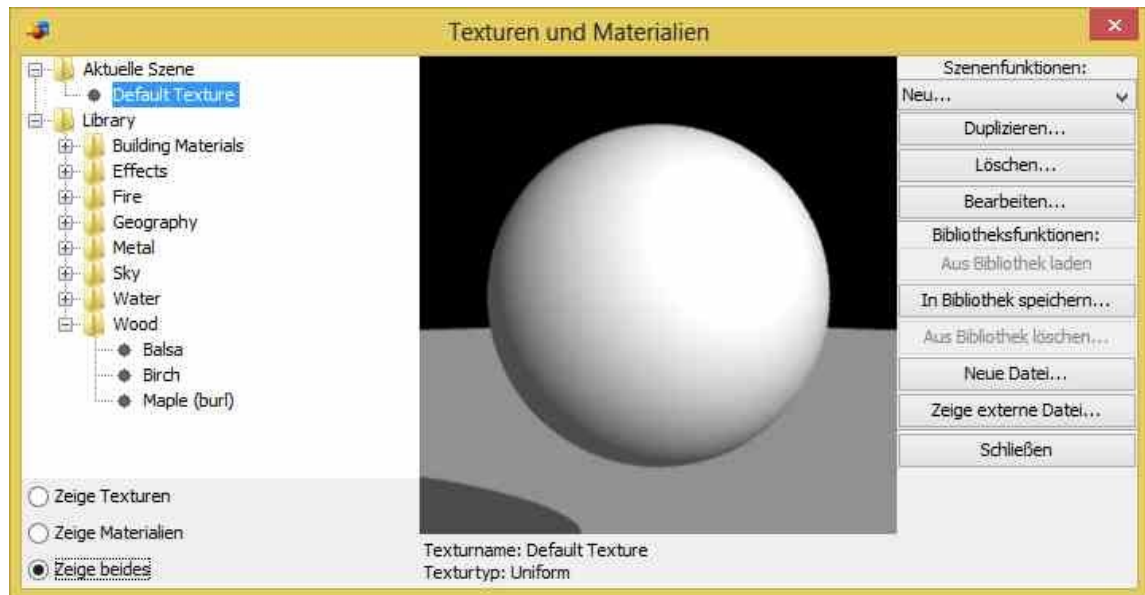 Texturen und Materialien
Aktuelle Szene
Default Texture
Library
Building Materials
Effects
Fire
Geography
Metal
Sky
Water
Wood
Balsa
Birch
Maple (burl)
Zeige Texturen
Zeige Materialien
Zeige beides
Texturname: Default Texture
Texturtyp: Uniform
Szenenfunktionen:
Neu...
Duplizieren...
Löschen...
Bearbeiten...
Bibliotheksfunktionen:
Aus Bibliothek laden
In Bibliothek speichern...
Aus Bibliothek löschen...
Neue Datei...
Zeige externe Datei...
Schließen